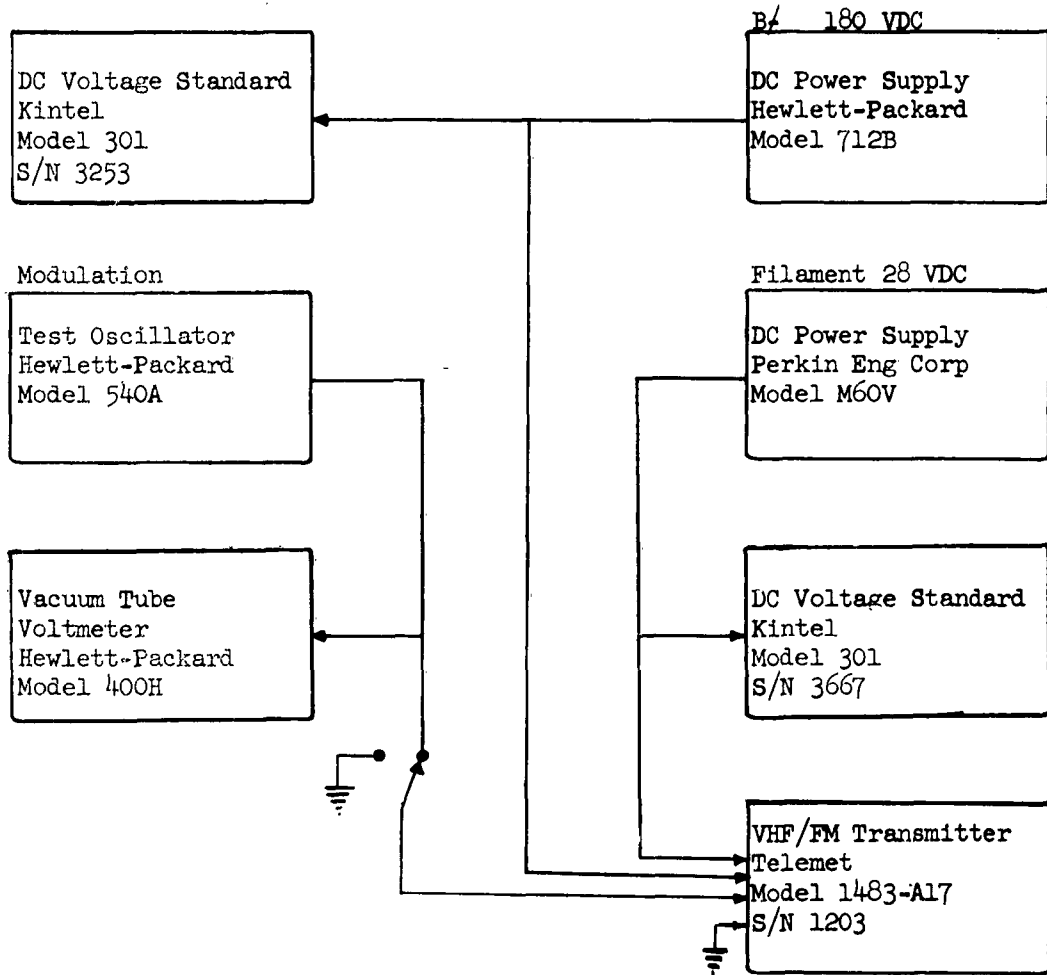 B+ 180 VDC
DC Voltage Standard
Kintel
Model 301
S/N 3253
DC Power Supply
Hewlett-Packard
Model 712B
Modulation
Test Oscillator
Hewlett-Packard
Model 540A
Filament 28 VDC
DC Power Supply
Perkin Eng Corp
Model M60V
Vacuum Tube
Voltmeter
Hewlett-Packard
Model 400H
DC Voltage Standard
Kintel
Model 301
S/N 3667
VHF/FM Transmitter
Telemet
Model 1483-A17
S/N 1203